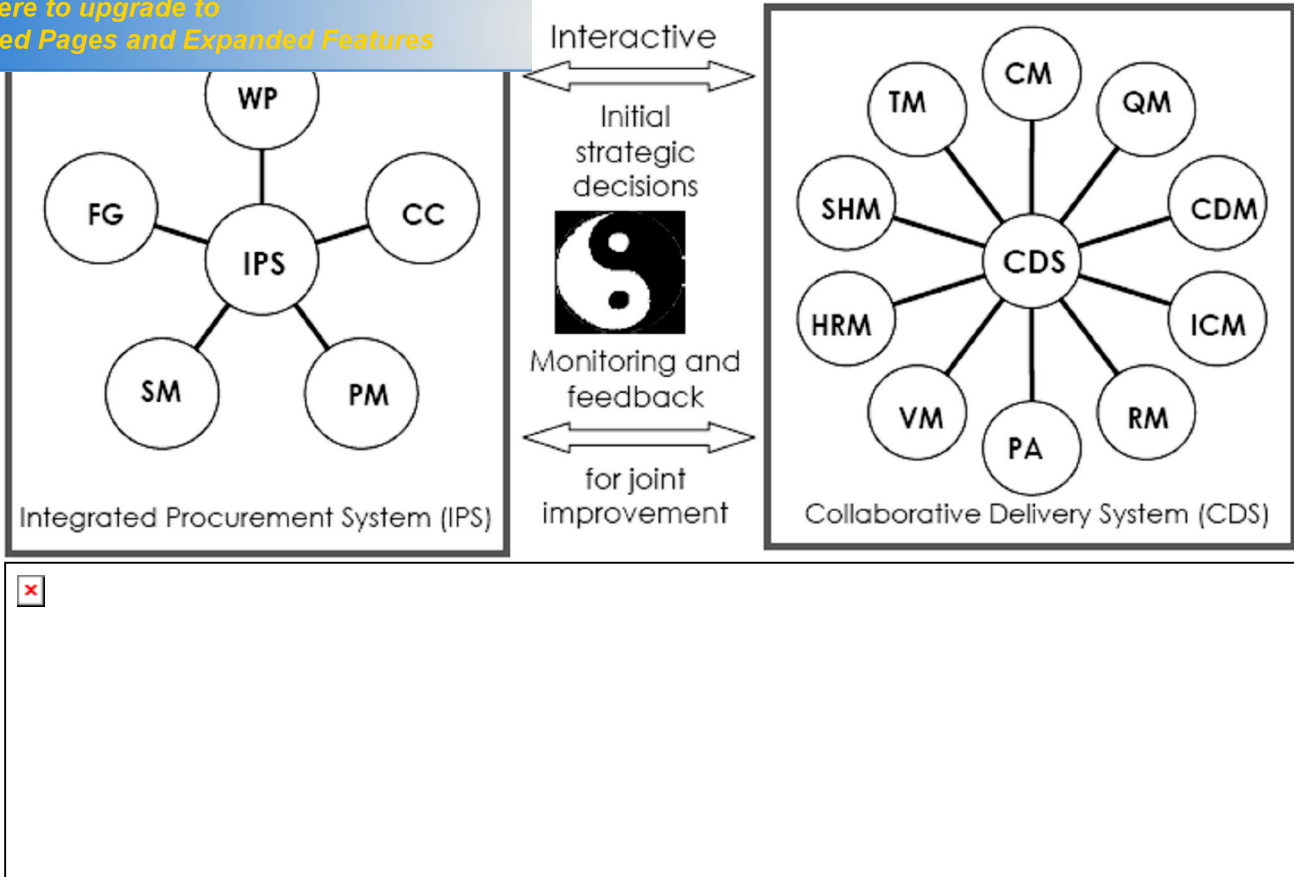 ere to upgrade to
ed Pages and Expanded Features
WP
FG
CC
IPS
SM
PM
Integrated Procurement System (IPS)
Interactive
Initial
strategic
decisions
Monitoring and
feedback
for joint
improvement
CM
TM
QM
SHM
CDM
CDS
HRM
ICM
VM
RM
PA
Collaborative Delivery System (CDS)